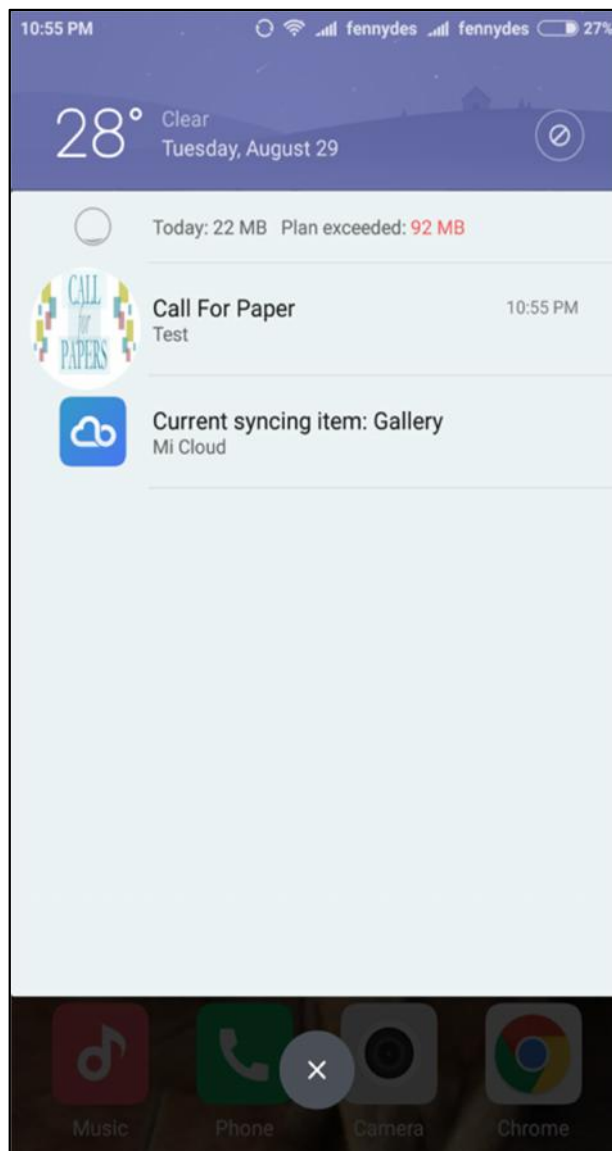 10:55 PM fennydes fennydes 27%
28° Clear
Tuesday, August 29
Today: 22 MB Plan exceeded: 92 MB
CALL
for
PAPERS
Call For Paper 10:55 PM
Test
Current syncing item: Gallery
Mi Cloud
Music Phone Camera Chrome